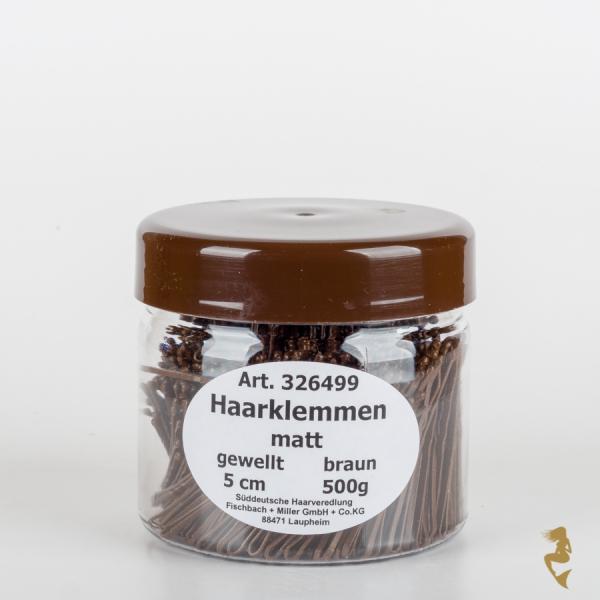 Art. 326499
Haarklemmen
matt
gewellt braun
5 cm 500g
Süddeutsche Haarveredlung
Fischbach + Miller GmbH + Co.KG
88471 Laupheim